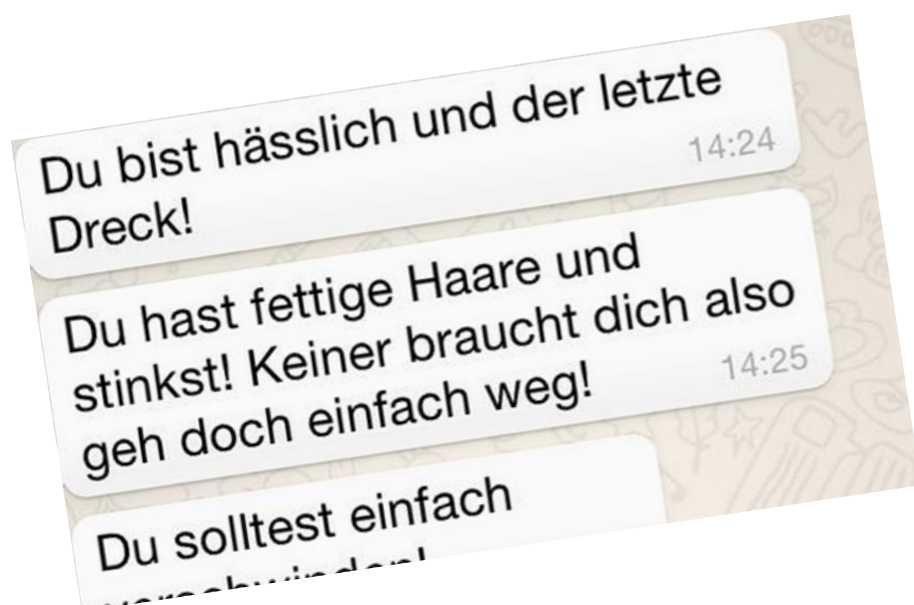 Du bist hässlich und der letzte
Dreck!
14:24
Du hast fettige Haare und
stinkst! Keiner braucht dich also
geh doch einfach weg!
14:25
Du solltest einfach
verschwinden!